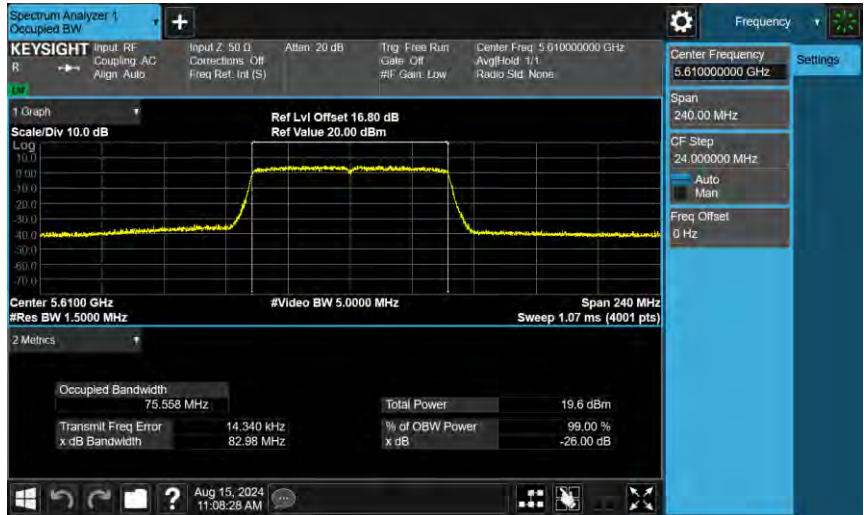 Spectrum Analyzer 1
Occupied BW
+
Frequency
KEYSIGHT
R
Input: RF
Coupling: AC
Align: Auto
Input Z: 50 Ω
Corrections: Off
Freq Ref: Int (S)
Atten: 20 dB
Trig: Free Run
Gate: Off
#IF Gain: Low
Center Freq: 5.610000000 GHz
Avg|Hold: 1/1
Radio Std: None
Center Frequency
5.610000000 GHz
Settings
Span
240.00 MHz
CF Step
24.000000 MHz
Auto
Man
Freq Offset
0 Hz
1 Graph
Scale/Div 10.0 dB
Ref Lvl Offset 16.80 dB
Ref Value 20.00 dBm
Log
10.0
0.00
-10.0
-20.0
-30.0
-40.0
-50.0
-60.0
-70.0
Center 5.6100 GHz
#Video BW 5.0000 MHz
Span 240 MHz
#Res BW 1.5000 MHz
Sweep 1.07 ms (4001 pts)
2 Metrics
Occupied Bandwidth
75.558 MHz
Total Power
19.6 dBm
Transmit Freq Error
14.340 kHz
% of OBW Power
99.00 %
x dB Bandwidth
82.98 MHz
x dB
-26.00 dB
?
Aug 15, 2024
11:08:28 AM